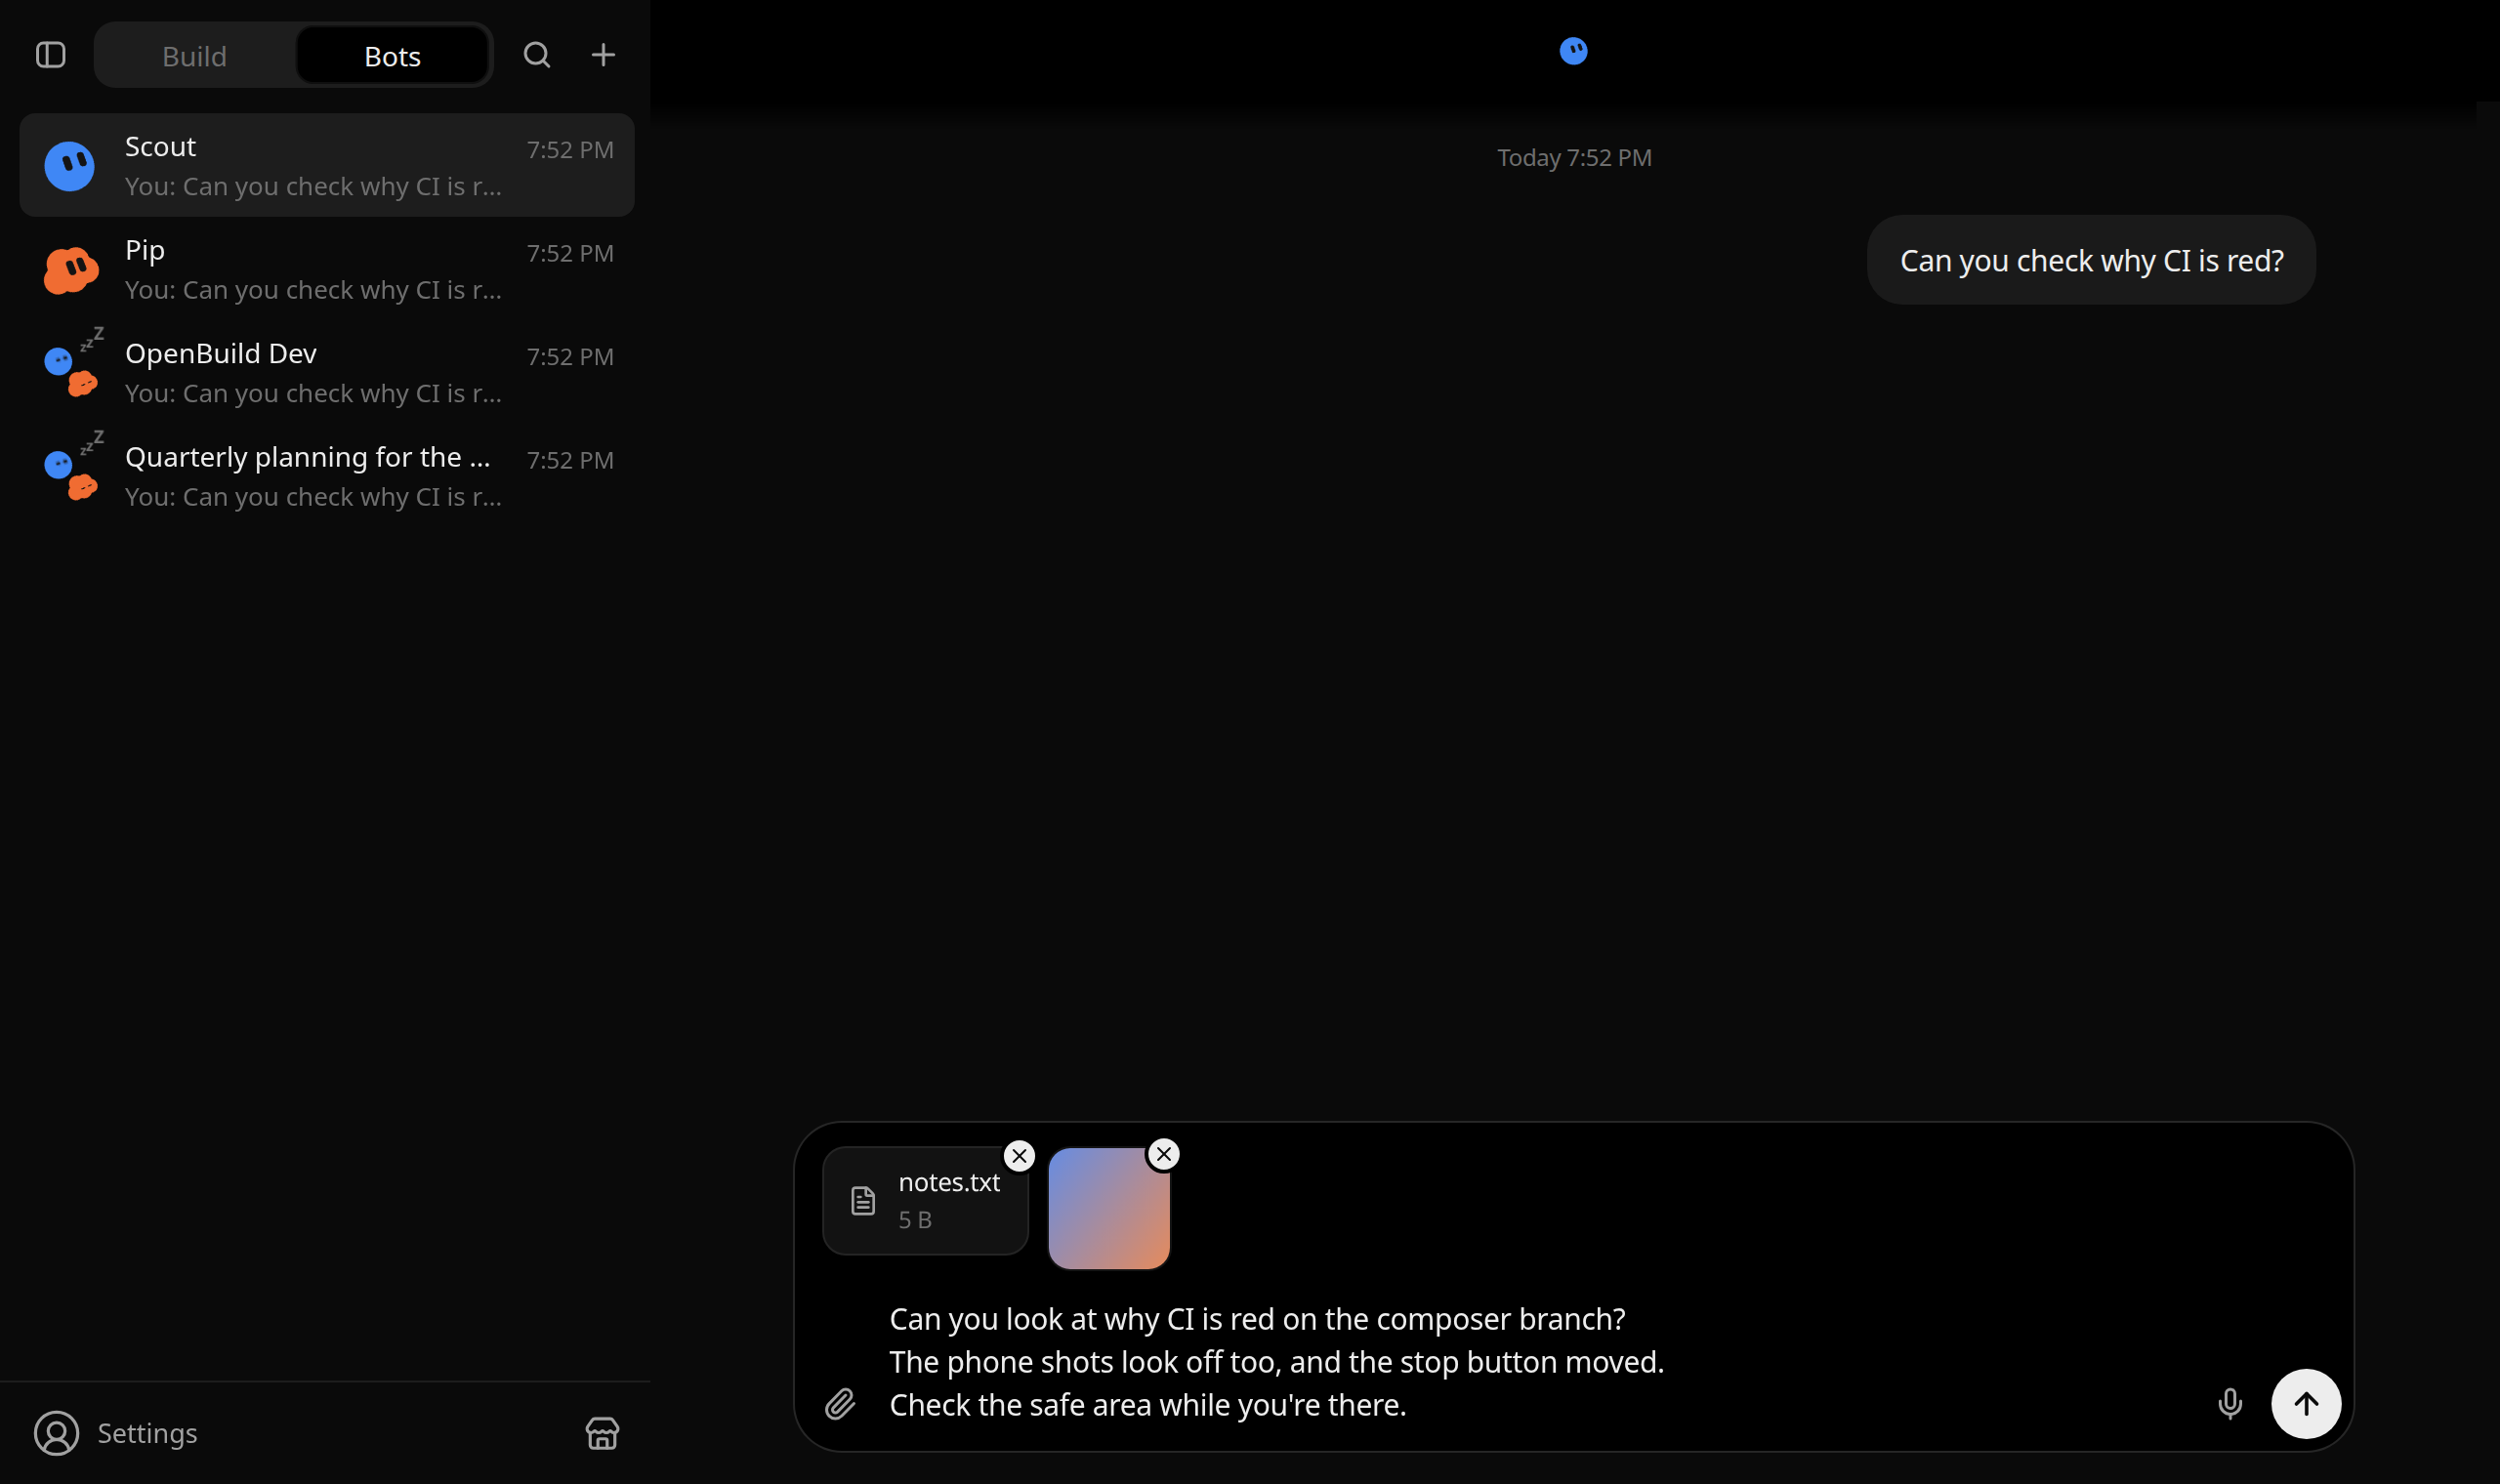 Build
Bots
Scout
7:52 PM
You: Can you check why CI is r...
Pip
7:52 PM
You: Can you check why CI is r...
zzZ
OpenBuild Dev
7:52 PM
You: Can you check why CI is r...
zzZ
Quarterly planning for the ...
7:52 PM
You: Can you check why CI is r...
Settings
Today 7:52 PM
Can you check why CI is red?
notes.txt
5 B
Can you look at why CI is red on the composer branch?
The phone shots look off too, and the stop button moved.
Check the safe area while you're there.